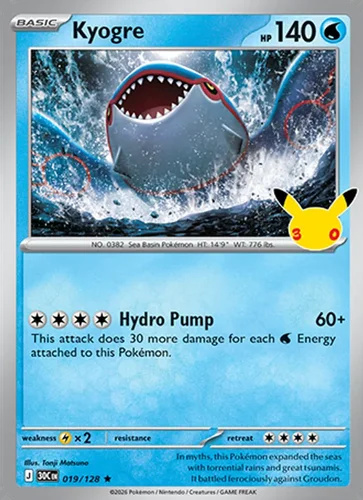 BASIC
Kyogre
HP 140
30
NO. 0382 Sea Basin Pokémon HT: 14'9" WT: 776 lbs.
Hydro Pump 60+
This attack does 30 more damage for each Energy
attached to this Pokémon.
weakness ×2 resistance retreat
Illus. Tonji Matsuno
J 30C EN 019/128 ★
In myths, this Pokémon expanded the seas
with torrential rains and great tsunamis.
It battled ferociously against Groudon.
©2026 Pokémon / Nintendo / Creatures / GAME FREAK